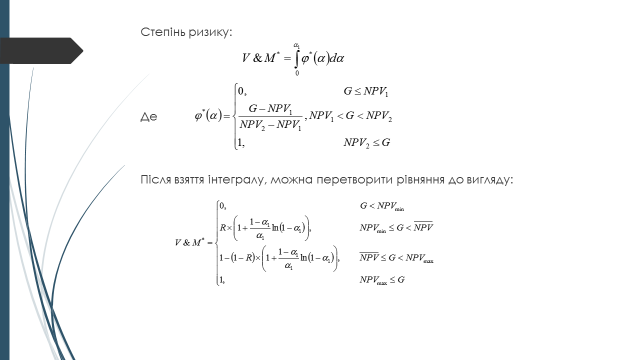 Степінь ризику:
V & M* = ∫₀^α₁ φ*(α)dα
Де φ*(α) = {0, G ≤ NPV₁
(G − NPV₁)/(NPV₂ − NPV₁), NPV₁ < G < NPV₂
1, NPV₂ ≤ G
Після взяття інтегралу, можна перетворити рівняння до вигляду:
V & M* = {0, G < NPV_min
R × (1 + (1 − α₁)/α₁ ln(1 − α₁)), NPV_min ≤ G < N̅P̅V̅
1 − (1 − R) × (1 + (1 − α₁)/α₁ ln(1 − α₁)), N̅P̅V̅ ≤ G < NPV_max
1, NPV_max ≤ G